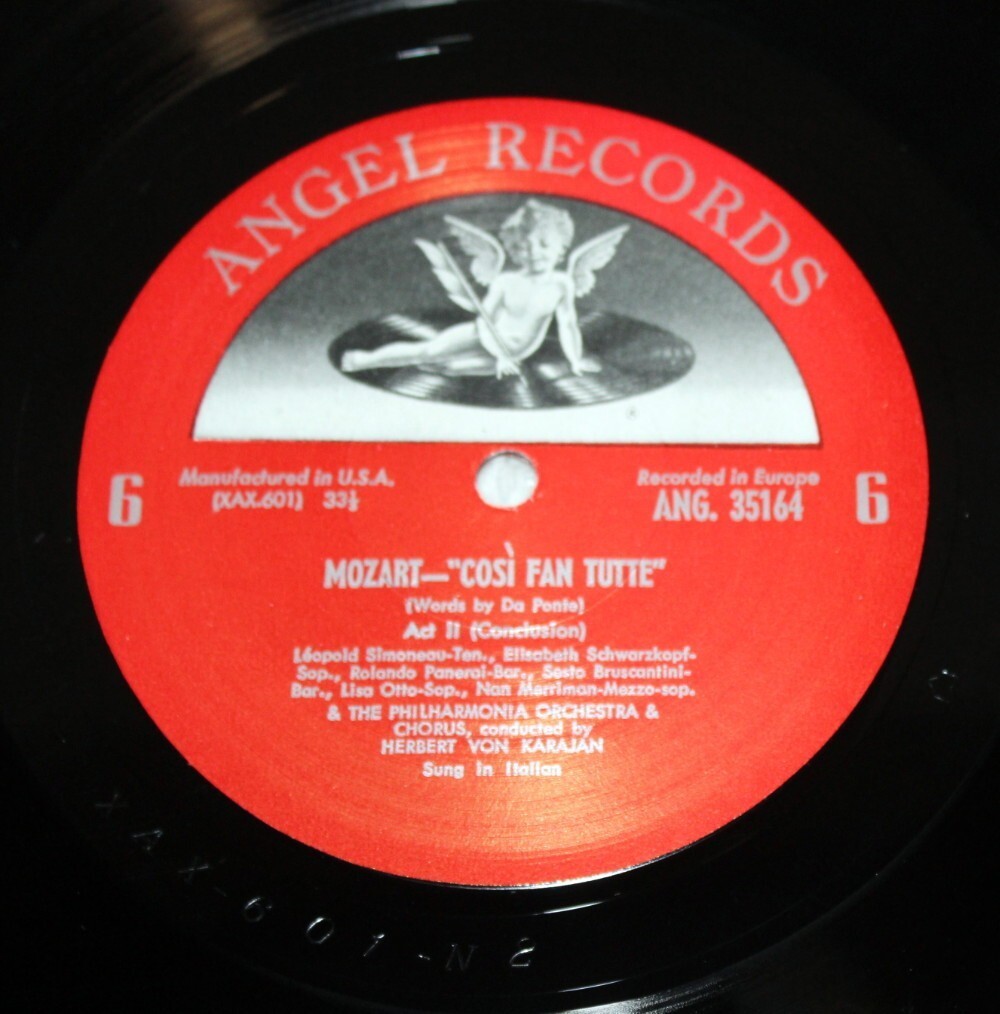 ANGEL RECORDS
6
Manufactured in U.S.A.
(XAX.601) 33⅓
Recorded in Europe
ANG. 35164
6
MOZART—"COSÌ FAN TUTTE"
(Words by Da Ponte)
Act II (Conclusion)
Léopold Simoneau-Ten., Elisabeth Schwarzkopf-
Sop., Rolando Panerai-Bar., Sesto Bruscantini-
Bar., Lisa Otto-Sop., Nan Merriman-Mezzo-sop.
& THE PHILHARMONIA ORCHESTRA &
CHORUS, conducted by
HERBERT VON KARAJAN
Sung in Italian
XAX-601-N2